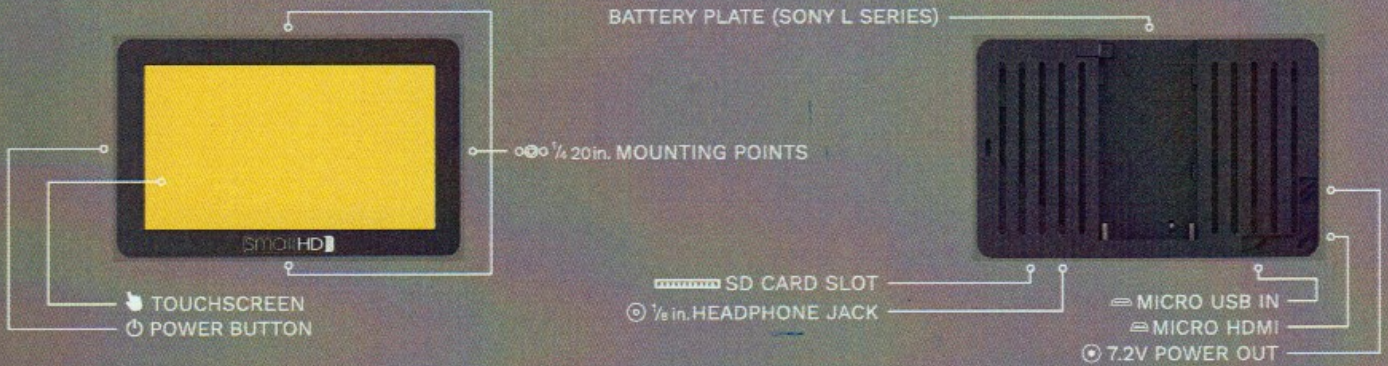 BATTERY PLATE (SONY L SERIES)
1/4 20in. MOUNTING POINTS
smallHD
TOUCHSCREEN
POWER BUTTON
SD CARD SLOT
1/8 in. HEADPHONE JACK
MICRO USB IN
MICRO HDMI
7.2V POWER OUT